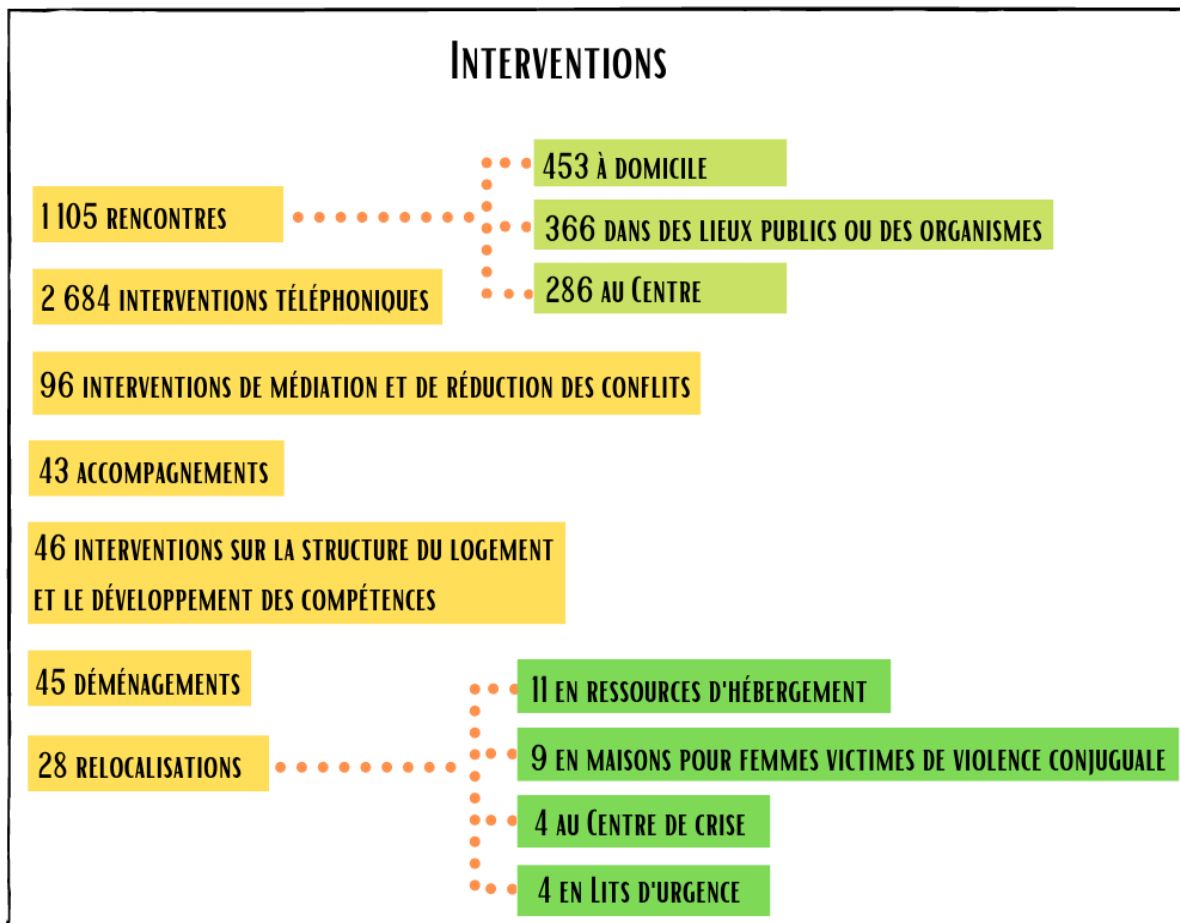 Interventions
1 105 rencontres
453 à domicile
366 dans des lieux publics ou des organismes
286 au Centre
2 684 interventions téléphoniques
96 interventions de médiation et de réduction des conflits
43 accompagnements
46 interventions sur la structure du logement
et le développement des compétences
45 déménagements
28 relocalisations
11 en ressources d'hébergement
9 en maisons pour femmes victimes de violence conjuguale
4 au Centre de crise
4 en Lits d'urgence